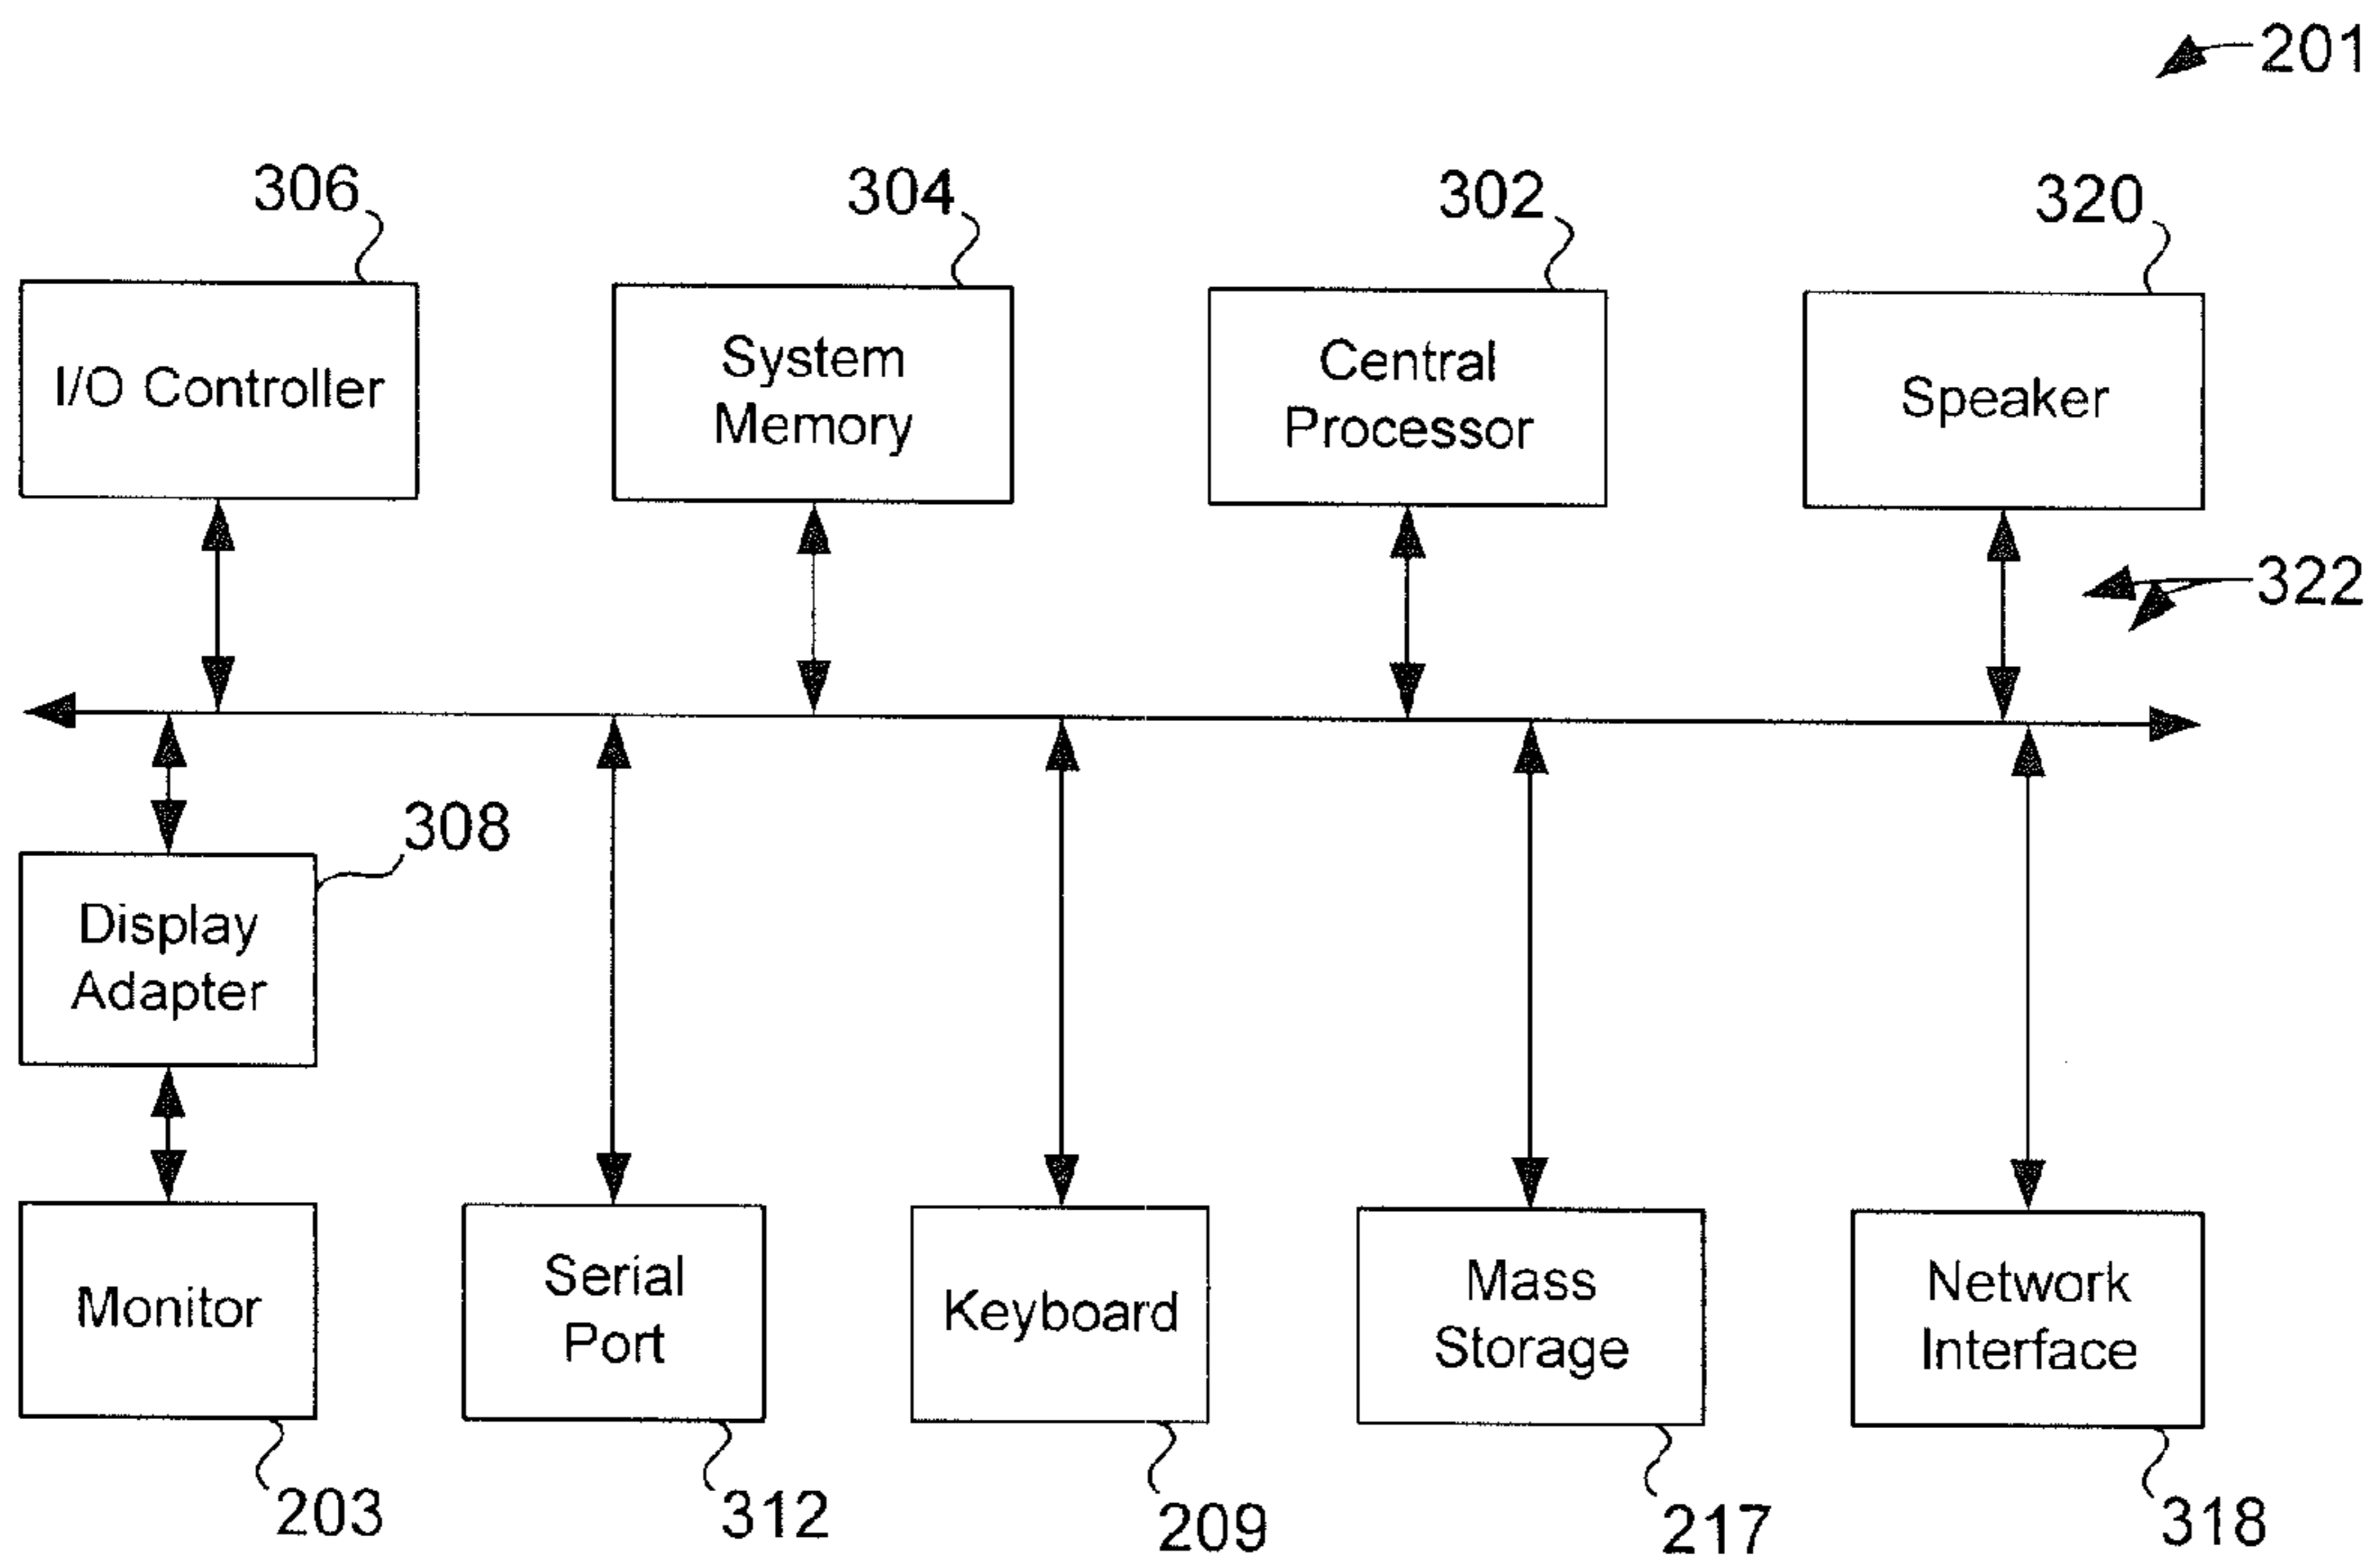 201
306
304
302
320
I/O Controller
System
Memory
Central
Processor
Speaker
322
308
Display
Adapter
Monitor
Serial
Port
Keyboard
Mass
Storage
Network
Interface
203
312
209
217
318